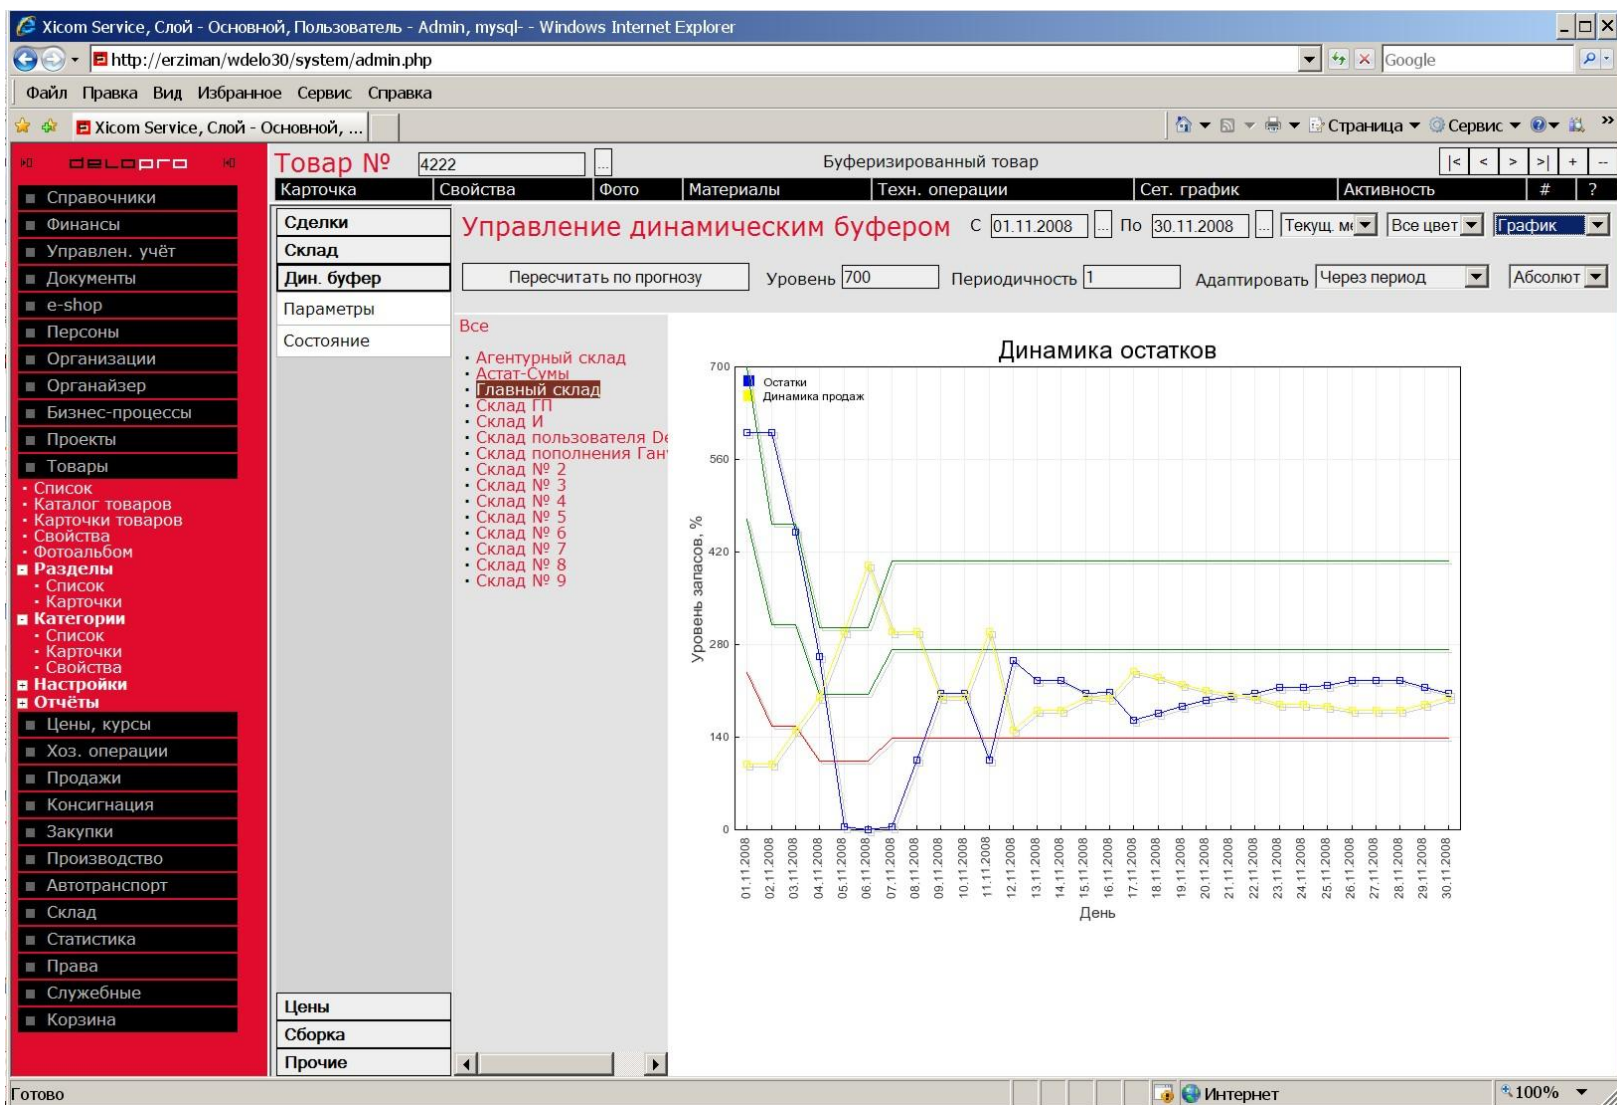 Xicom Service, Слой - Основной, Пользователь - Admin, mysql- - Windows Internet Explorer
http://erziman/wdelo30/system/admin.php
Google
Файл Правка Вид Избранное Сервис Справка
Xicom Service, Слой - Основной, ...
Страница Сервис »
delopro
Товар № 4222 ... Буферизированный товар |< < > >| + --
Карточка Свойства Фото Материалы Техн. операции Сет. график Активность # ?
Справочники
Финансы
Управлен. учёт
Документы
e-shop
Персоны
Организации
Органайзер
Бизнес-процессы
Проекты
Товары
Список
Каталог товаров
Карточки товаров
Свойства
Фотоальбом
Разделы
Список
Карточки
Категории
Список
Карточки
Свойства
Настройки
Отчёты
Цены, курсы
Хоз. операции
Продажи
Консигнация
Закупки
Производство
Автотранспорт
Склад
Статистика
Права
Служебные
Корзина
Сделки
Склад
Дин. буфер
Параметры
Состояние
Цены
Сборка
Прочие
Управление динамическим буфером С 01.11.2008 ... По 30.11.2008 ... Текущ. ме Все цвет График
Пересчитать по прогнозу Уровень 700 Периодичность 1 Адаптировать Через период Абсолют
Все
Агентурный склад
Астат-Сумы
Главный склад
Склад ГП
Склад И
Склад пользователя De
Склад пополнения Ган
Склад № 2
Склад № 3
Склад № 4
Склад № 5
Склад № 6
Склад № 7
Склад № 8
Склад № 9
Динамика остатков
Остатки
Динамика продаж
Уровень запасов, %
700
560
420
280
140
0
01.11.2008
02.11.2008
03.11.2008
04.11.2008
05.11.2008
06.11.2008
07.11.2008
08.11.2008
09.11.2008
10.11.2008
11.11.2008
12.11.2008
13.11.2008
14.11.2008
15.11.2008
16.11.2008
17.11.2008
18.11.2008
19.11.2008
20.11.2008
21.11.2008
22.11.2008
23.11.2008
24.11.2008
25.11.2008
26.11.2008
27.11.2008
28.11.2008
29.11.2008
30.11.2008
День
Готово
Интернет
100%